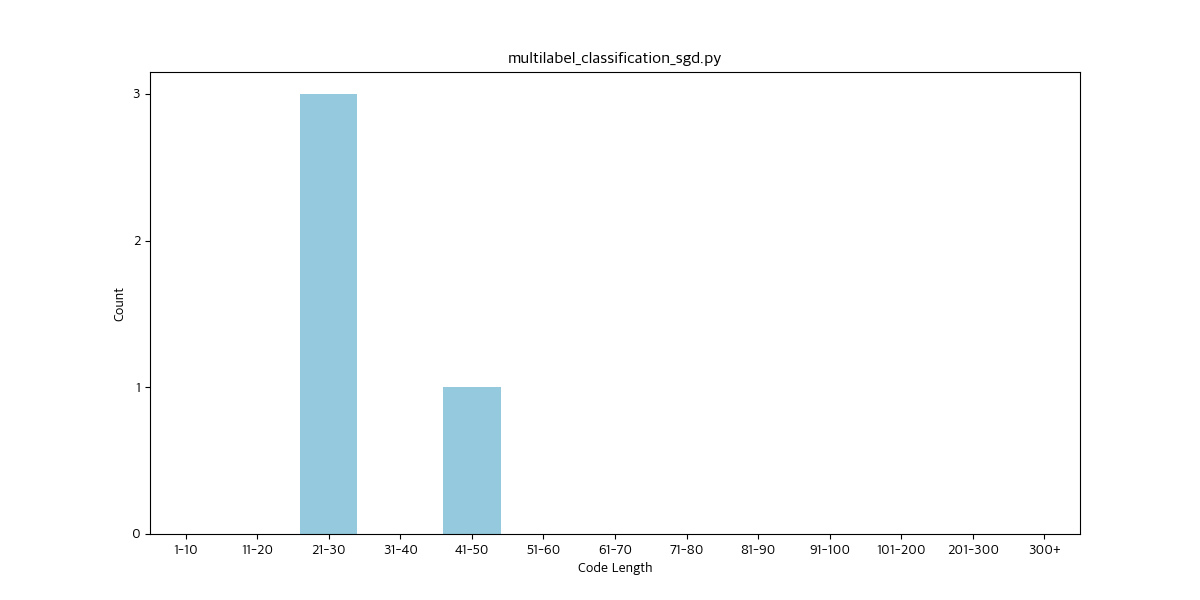 multilabel_classification_sgd.py
3
2
1
0
Count
1-10 11-20 21-30 31-40 41-50 51-60 61-70 71-80 81-90 91-100 101-200 201-300 300+
Code Length